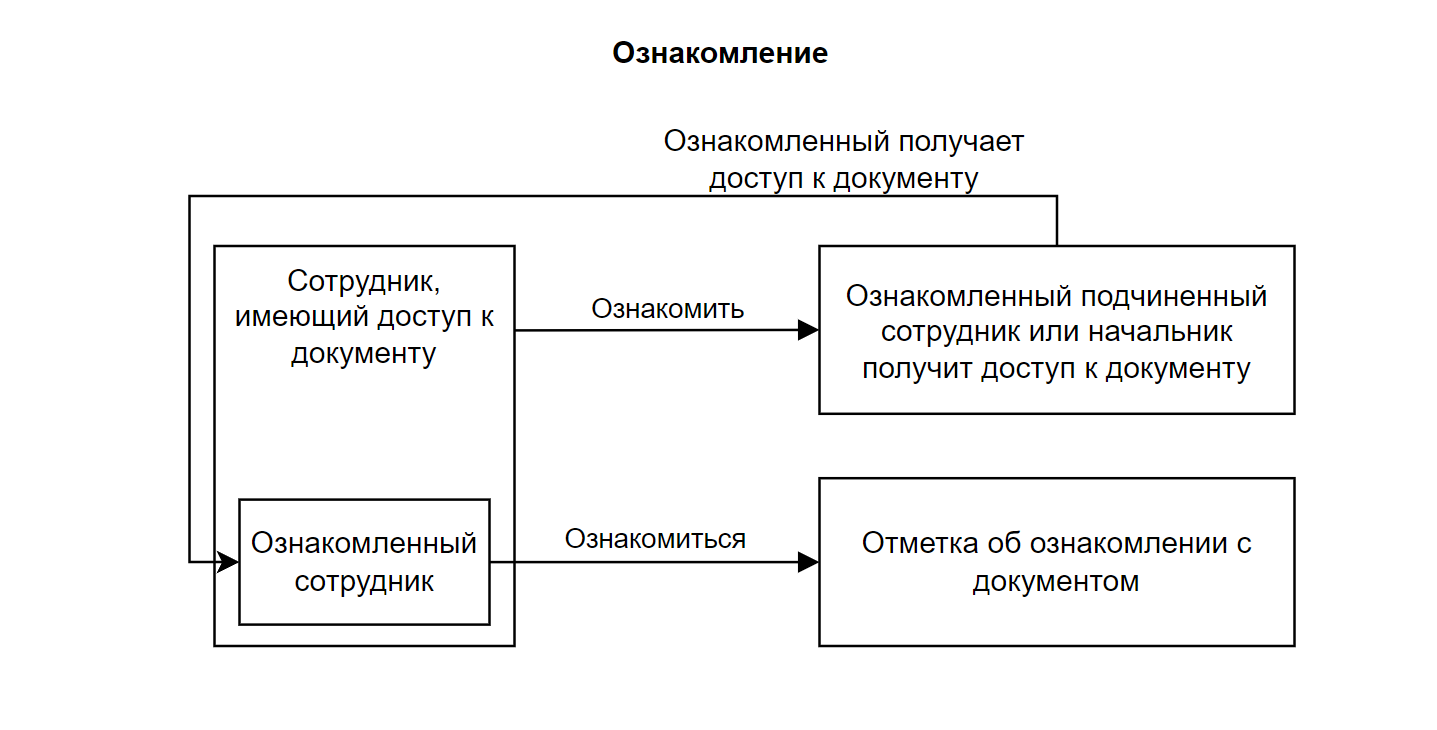 Ознакомление
Ознакомленный получает
доступ к документу
Сотрудник,
имеющий доступ к
документу
Ознакомить
Ознакомленный подчиненный
сотрудник или начальник
получит доступ к документу
Ознакомленный
сотрудник
Ознакомиться
Отметка об ознакомлении с
документом